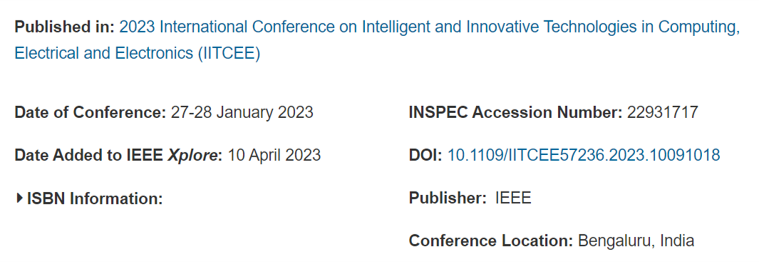 Published in: 2023 International Conference on Intelligent and Innovative Technologies in Computing,
Electrical and Electronics (IITCEE)
Date of Conference: 27-28 January 2023
INSPEC Accession Number: 22931717
Date Added to IEEE Xplore: 10 April 2023
DOI: 10.1109/IITCEE57236.2023.10091018
ISBN Information:
Publisher: IEEE
Conference Location: Bengaluru, India